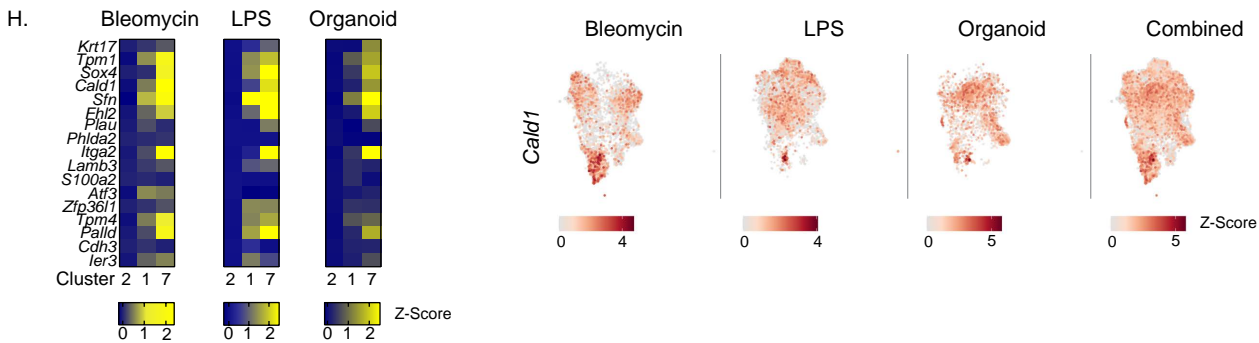 H.
Bleomycin LPS Organoid
Krt17
Tpm1
Sox4
Cald1
Sfn
Ehl2
Plau
Phlda2
Itga2
Lamb3
S100a2
Atf3
Zfp36l1
Tpm4
Palld
Cdh3
Ier3
Cluster 2 1 7 2 1 7 2 1 7
0 1 2 0 1 2 0 1 2 Z-Score
Bleomycin LPS Organoid Combined
Cald1
0 4 0 4 0 5 0 5 Z-Score